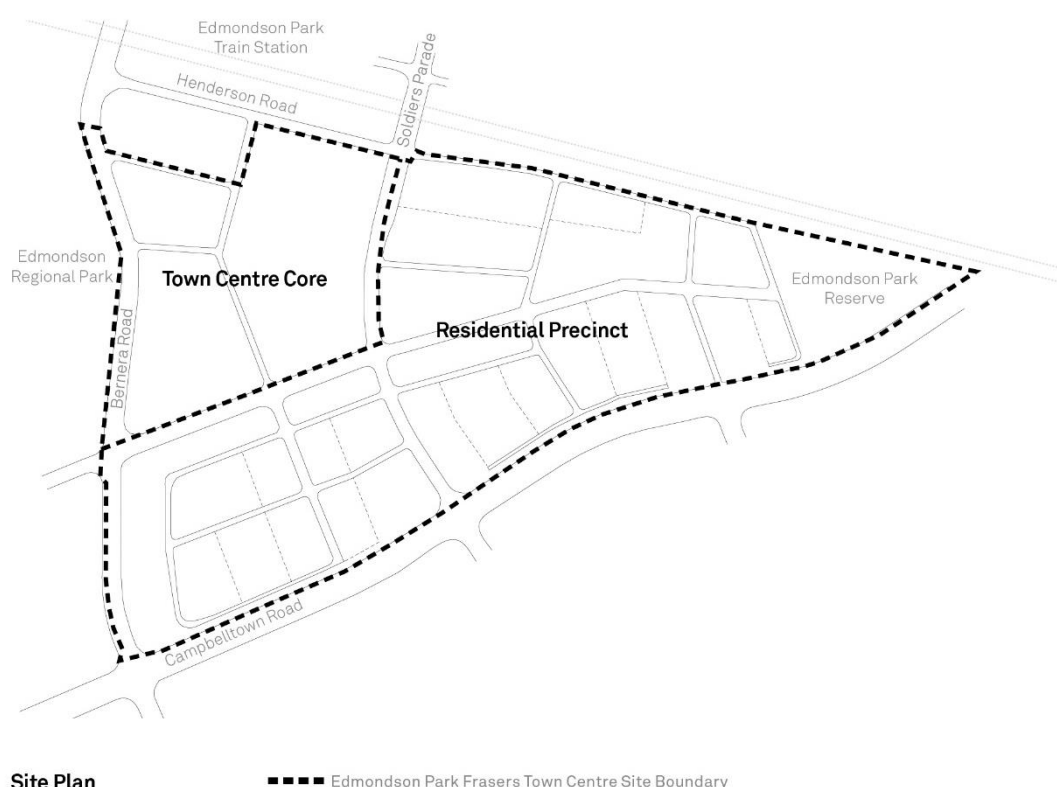 Edmondson Park
Train Station
Soldiers Parade
Henderson Road
Edmondson
Regional Park
Town Centre Core
Edmondson Park
Reserve
Residential Precinct
Bernera Road
Campbelltown Road
Site Plan
Edmondson Park Frasers Town Centre Site Boundary